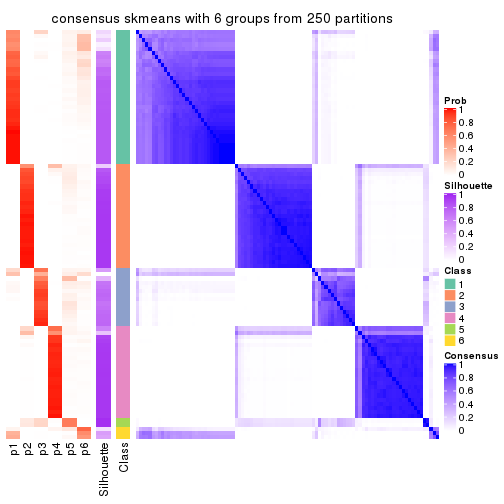 consensus skmeans with 6 groups from 250 partitions
Prob
1
0.8
0.6
0.4
0.2
0
Silhouette
1
0.8
0.6
0.4
0.2
0
Class
1
2
3
4
5
6
Consensus
1
0.8
0.6
0.4
0.2
0
p1
p2
p3
p4
p5
p6
Silhouette
Class